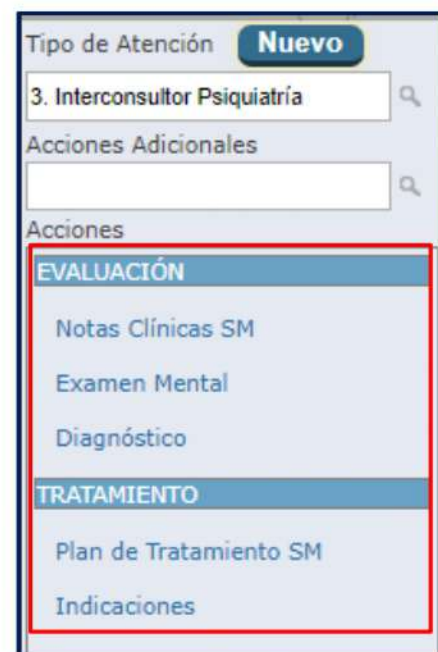 Tipo de Atención Nuevo
3. Interconsultor Psiquiatría
Acciones Adicionales
Acciones
EVALUACIÓN
Notas Clínicas SM
Examen Mental
Diagnóstico
TRATAMIENTO
Plan de Tratamiento SM
Indicaciones